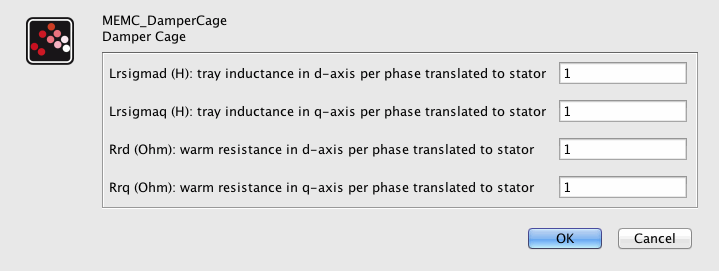 MEMC_DamperCage
Damper Cage
Lrsigmad (H): tray inductance in d-axis per phase translated to stator 1
Lrsigmaq (H): tray inductance in q-axis per phase translated to stator 1
Rrd (Ohm): warm resistance in d-axis per phase translated to stator 1
Rrq (Ohm): warm resistance in q-axis per phase translated to stator 1
OK Cancel